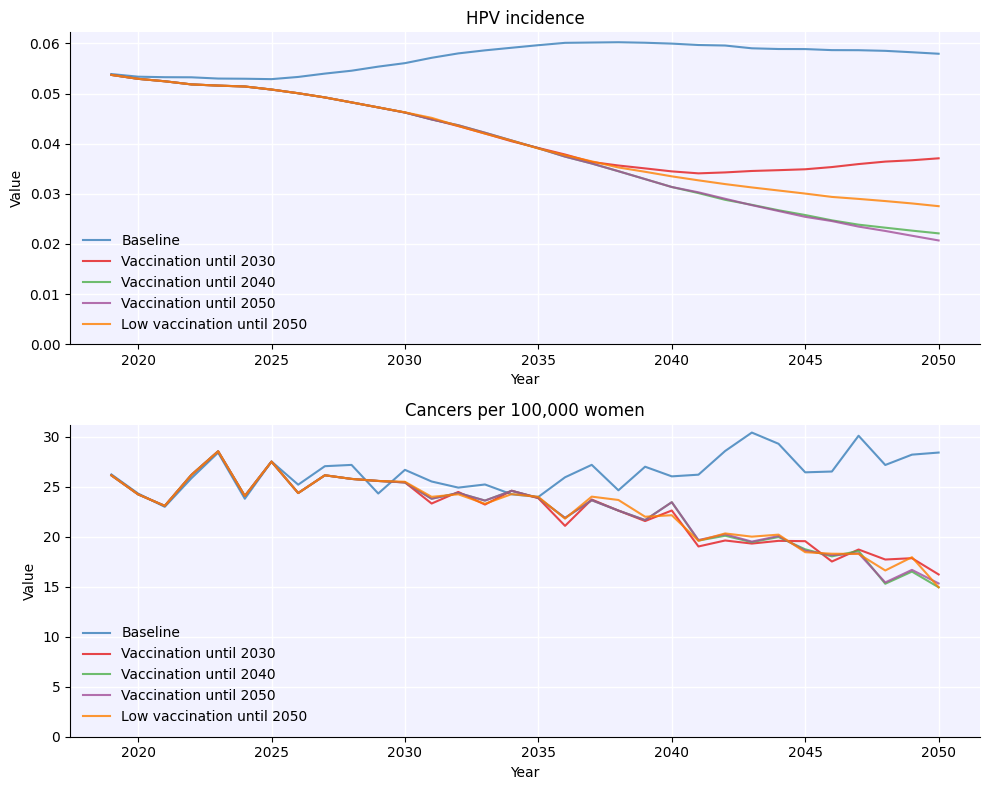 HPV incidence
0.06
0.05
0.04
0.03
0.02
0.01
0.00
Value
Baseline
Vaccination until 2030
Vaccination until 2040
Vaccination until 2050
Low vaccination until 2050
2020 2025 2030 2035 2040 2045 2050
Year
Cancers per 100,000 women
30
25
20
15
10
5
0
Value
Baseline
Vaccination until 2030
Vaccination until 2040
Vaccination until 2050
Low vaccination until 2050
2020 2025 2030 2035 2040 2045 2050
Year